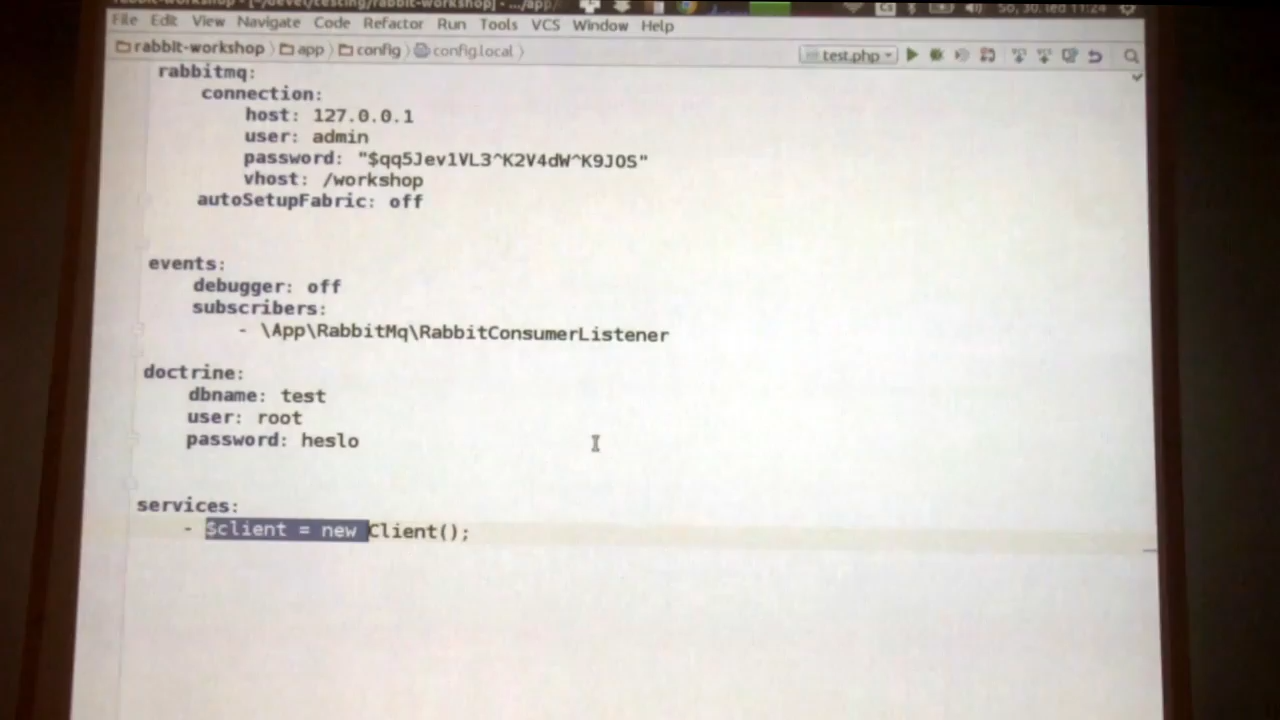 File Edit View Navigate Code Refactor Run Tools VCS Window Help
rabbit-workshop app config config.local test.php
rabbitmq:
connection:
host: 127.0.0.1
user: admin
password: "$qq5Jev1VL3^K2V4dW^K9J0S"
vhost: /workshop
autoSetupFabric: off
events:
debugger: off
subscribers:
- \App\RabbitMq\RabbitConsumerListener
doctrine:
dbname: test
user: root
password: heslo
services:
- $client = new Client();